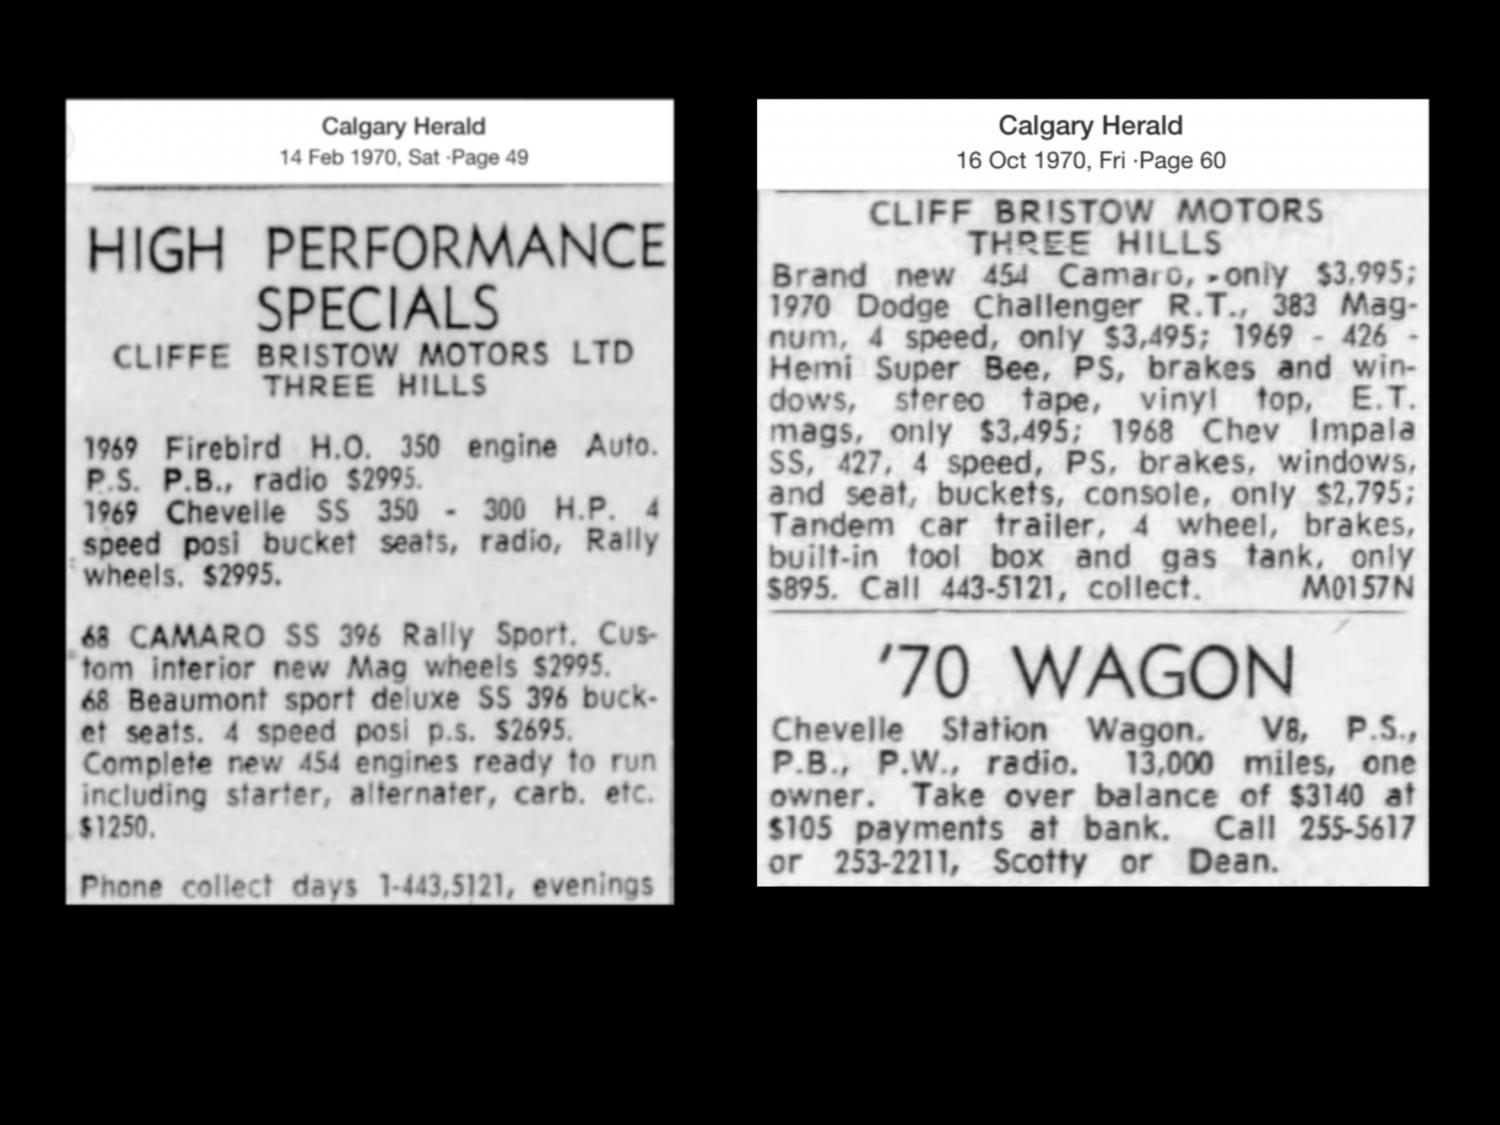 Calgary Herald
14 Feb 1970, Sat ·Page 49
HIGH PERFORMANCE
SPECIALS
CLIFFE BRISTOW MOTORS LTD
THREE HILLS
1969 Firebird H.O. 350 engine Auto.
P.S. P.B., radio $2995.
1969 Chevelle SS 350 - 300 H.P. 4
speed posi bucket seats, radio, Rally
wheels. $2995.
68 CAMARO SS 396 Rally Sport. Cus-
tom interior new Mag wheels $2995.
68 Beaumont sport deluxe SS 396 buck-
et seats. 4 speed posi p.s. $2695.
Complete new 454 engines ready to run
including starter, alternater, carb. etc.
$1250.
Phone collect days 1-443,5121, evenings
Calgary Herald
16 Oct 1970, Fri ·Page 60
CLIFF BRISTOW MOTORS
THREE HILLS
Brand new 454 Camaro, - only $3,995;
1970 Dodge Challenger R.T., 383 Mag-
num, 4 speed, only $3,495; 1969 - 426 -
Hemi Super Bee, PS, brakes and win-
dows, stereo tape, vinyl top, E.T.
mags, only $3,495; 1968 Chev Impala
SS, 427, 4 speed, PS, brakes, windows,
and seat, buckets, console, only $2,795;
Tandem car trailer, 4 wheel, brakes,
built-in tool box and gas tank, only
$895. Call 443-5121, collect. M0157N
'70 WAGON
Chevelle Station Wagon. V8, P.S.,
P.B., P.W., radio. 13,000 miles, one
owner. Take over balance of $3140 at
$105 payments at bank. Call 255-5617
or 253-2211, Scotty or Dean.